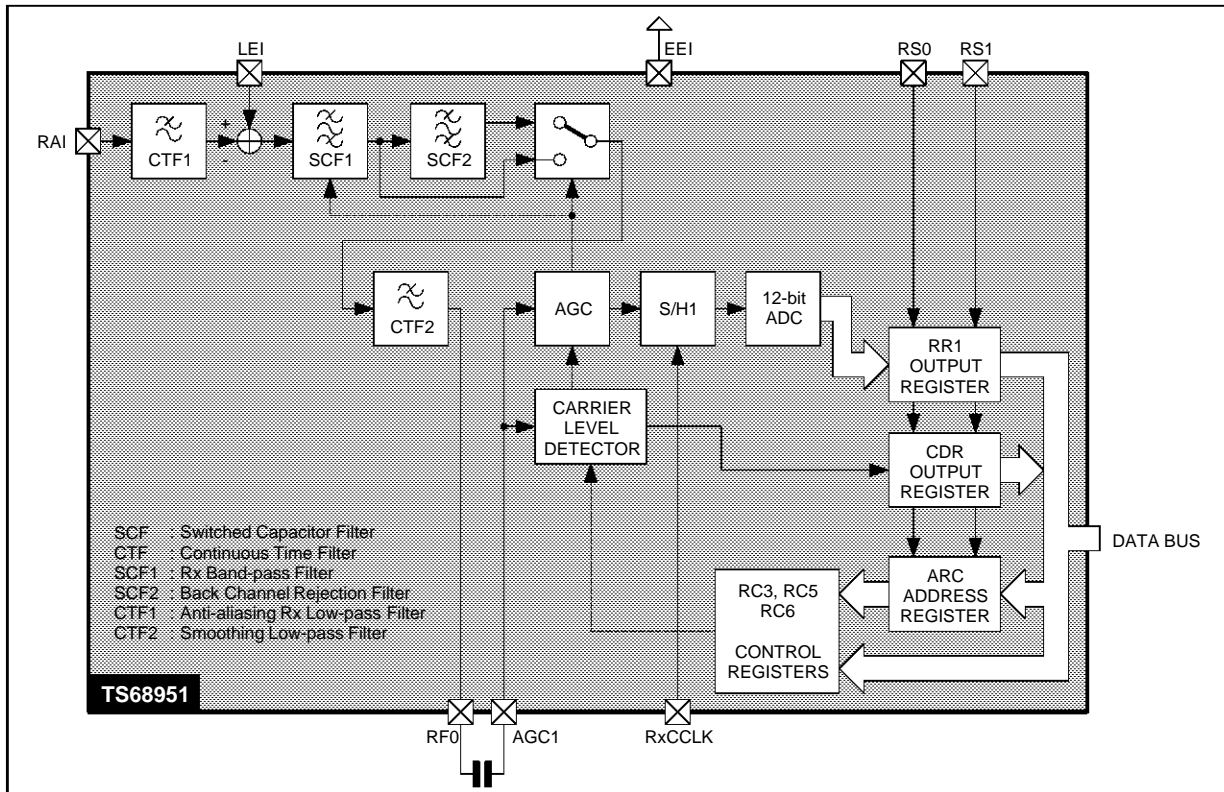 LEI
EEI
RS0
RS1
RAI
CTF1
+
-
SCF1
SCF2
CTF2
AGC
S/H1
12-bit
ADC
RR1
OUTPUT
REGISTER
CARRIER
LEVEL
DETECTOR
CDR
OUTPUT
REGISTER
DATA BUS
ARC
ADDRESS
REGISTER
RC3, RC5
RC6
CONTROL
REGISTERS
SCF : Switched Capacitor Filter
CTF : Continuous Time Filter
SCF1 : Rx Band-pass Filter
SCF2 : Back Channel Rejection Filter
CTF1 : Anti-aliasing Rx Low-pass Filter
CTF2 : Smoothing Low-pass Filter
TS68951
RF0
AGC1
RxCCLK